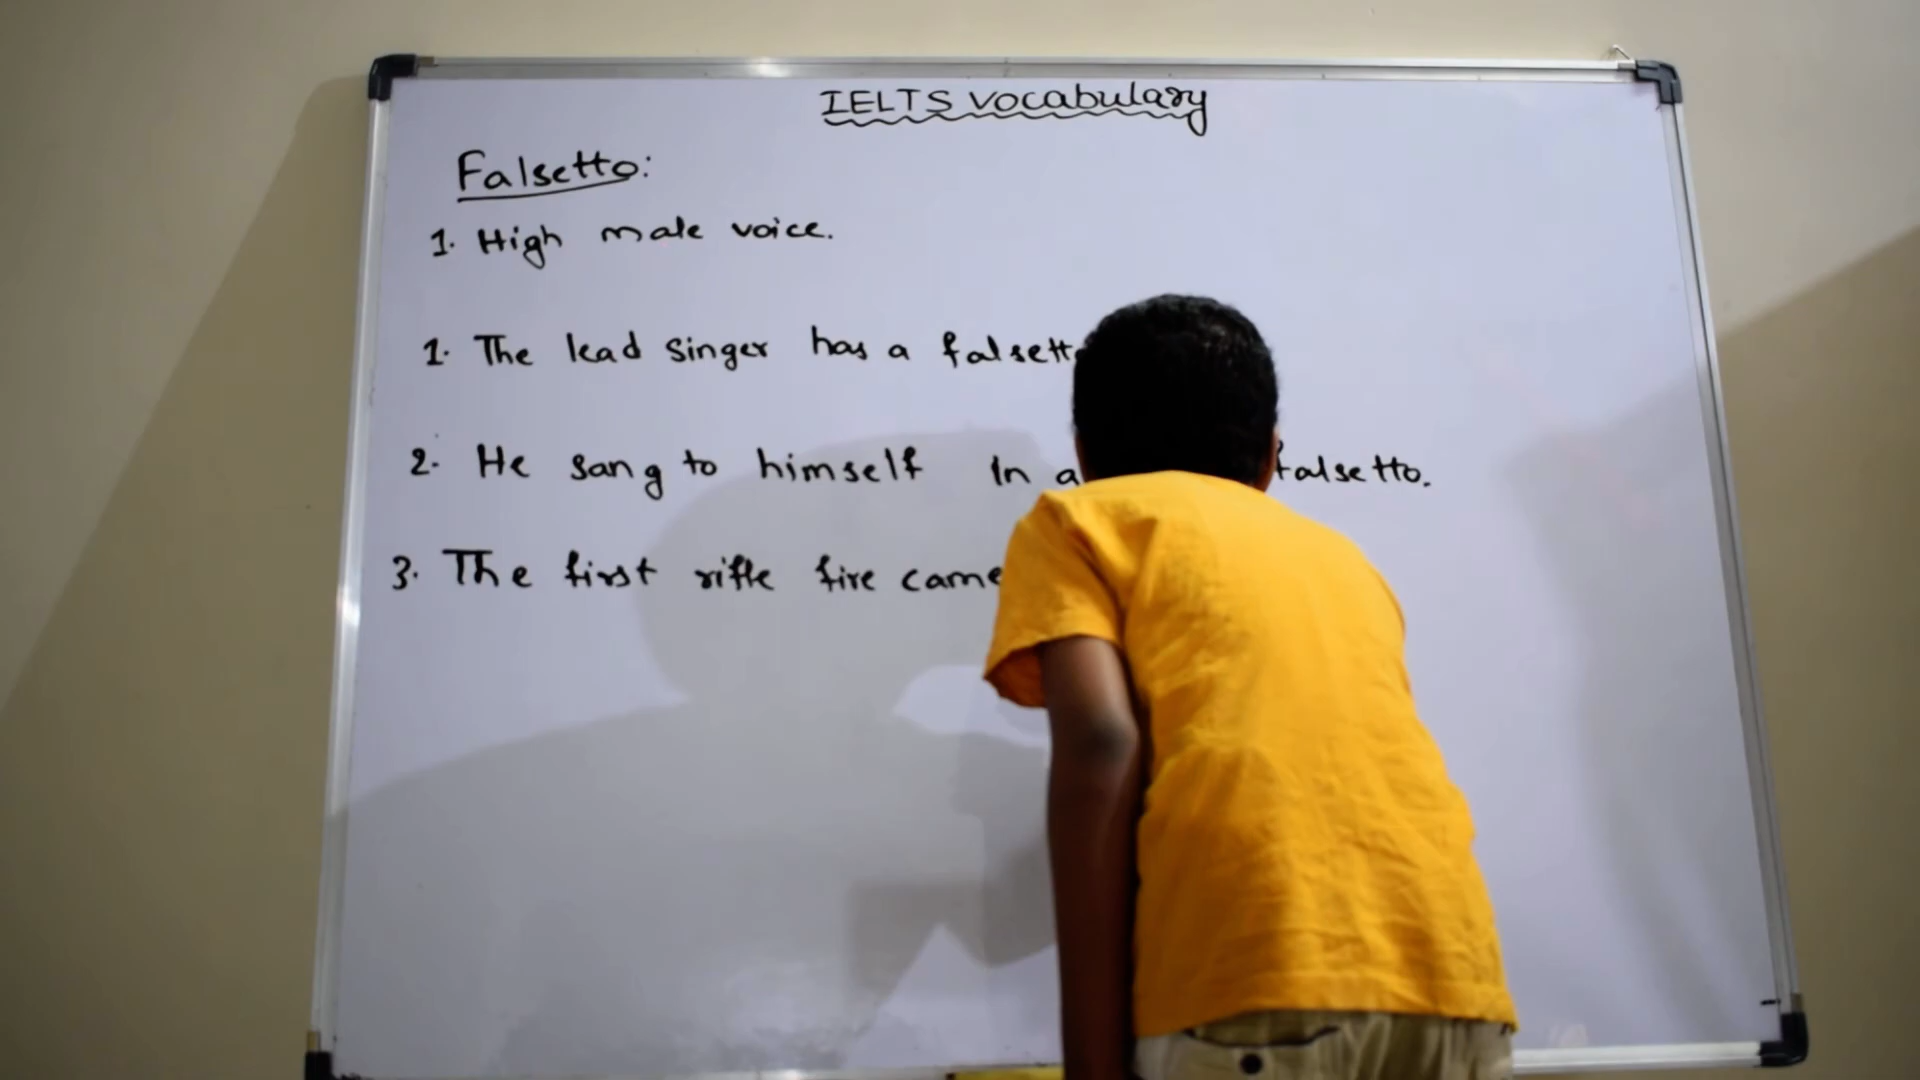 IELTS vocabulary
Falsetto:
1. High male voice.
1. The lead singer has a falsetto
2. He sang to himself in a falsetto.
3. The first rifle fire came